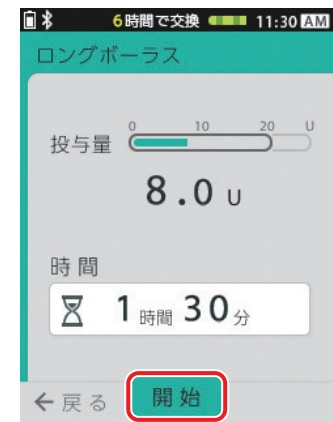 6時間で交換 11:30 AM
ロングボーラス
0 10 20 U
投与量
8.0 U
時間
1 時間 30 分
戻る 開始